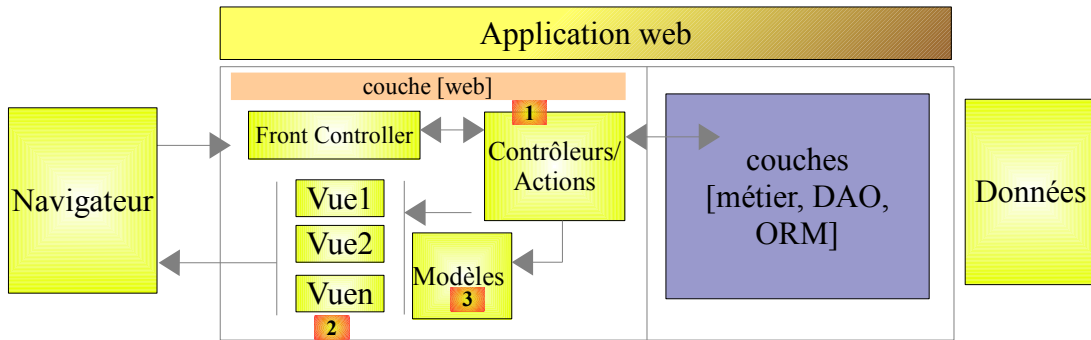 Application web
couche [web]
1
Front Controller
Contrôleurs/
Actions
couches
[métier, DAO,
ORM]
Navigateur
Données
Vue1
Vue2
Vuen
2
Modèles
3